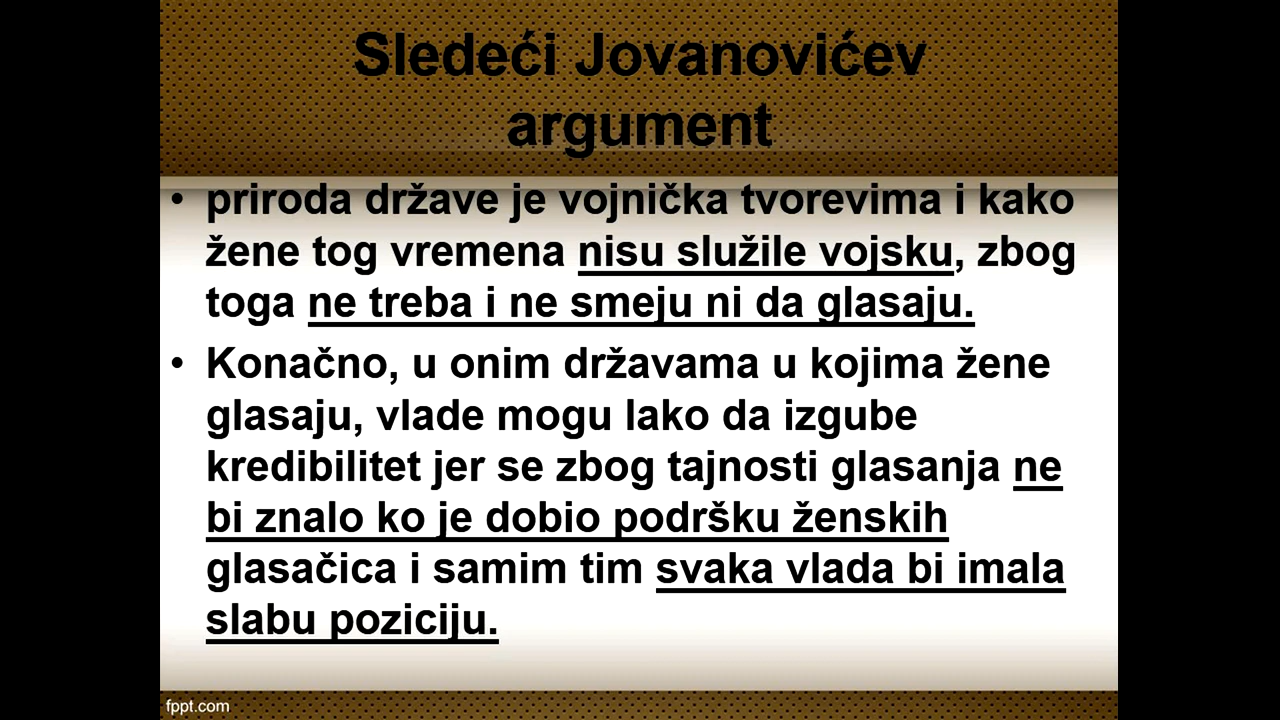 Sledeći Jovanovićev
argument
• priroda države je vojnička tvorevima i kako
žene tog vremena nisu služile vojsku, zbog
toga ne treba i ne smeju ni da glasaju.
• Konačno, u onim državama u kojima žene
glasaju, vlade mogu lako da izgube
kredibilitet jer se zbog tajnosti glasanja ne
bi znalo ko je dobio podršku ženskih
glasačica i samim tim svaka vlada bi imala
slabu poziciju.
fppt.com